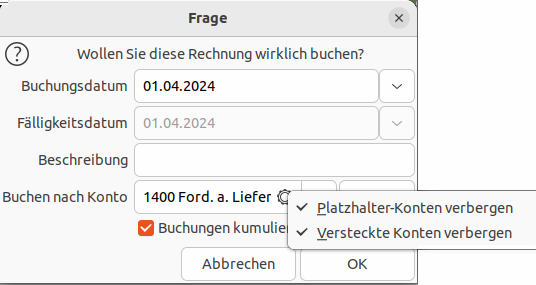 Frage
Wollen Sie diese Rechnung wirklich buchen?
Buchungsdatum 01.04.2024
Fälligkeitsdatum 01.04.2024
Beschreibung
Buchen nach Konto 1400 Ford. a. Liefer
Platzhalter-Konten verbergen
Buchungen kumulie
Versteckte Konten verbergen
Abbrechen OK